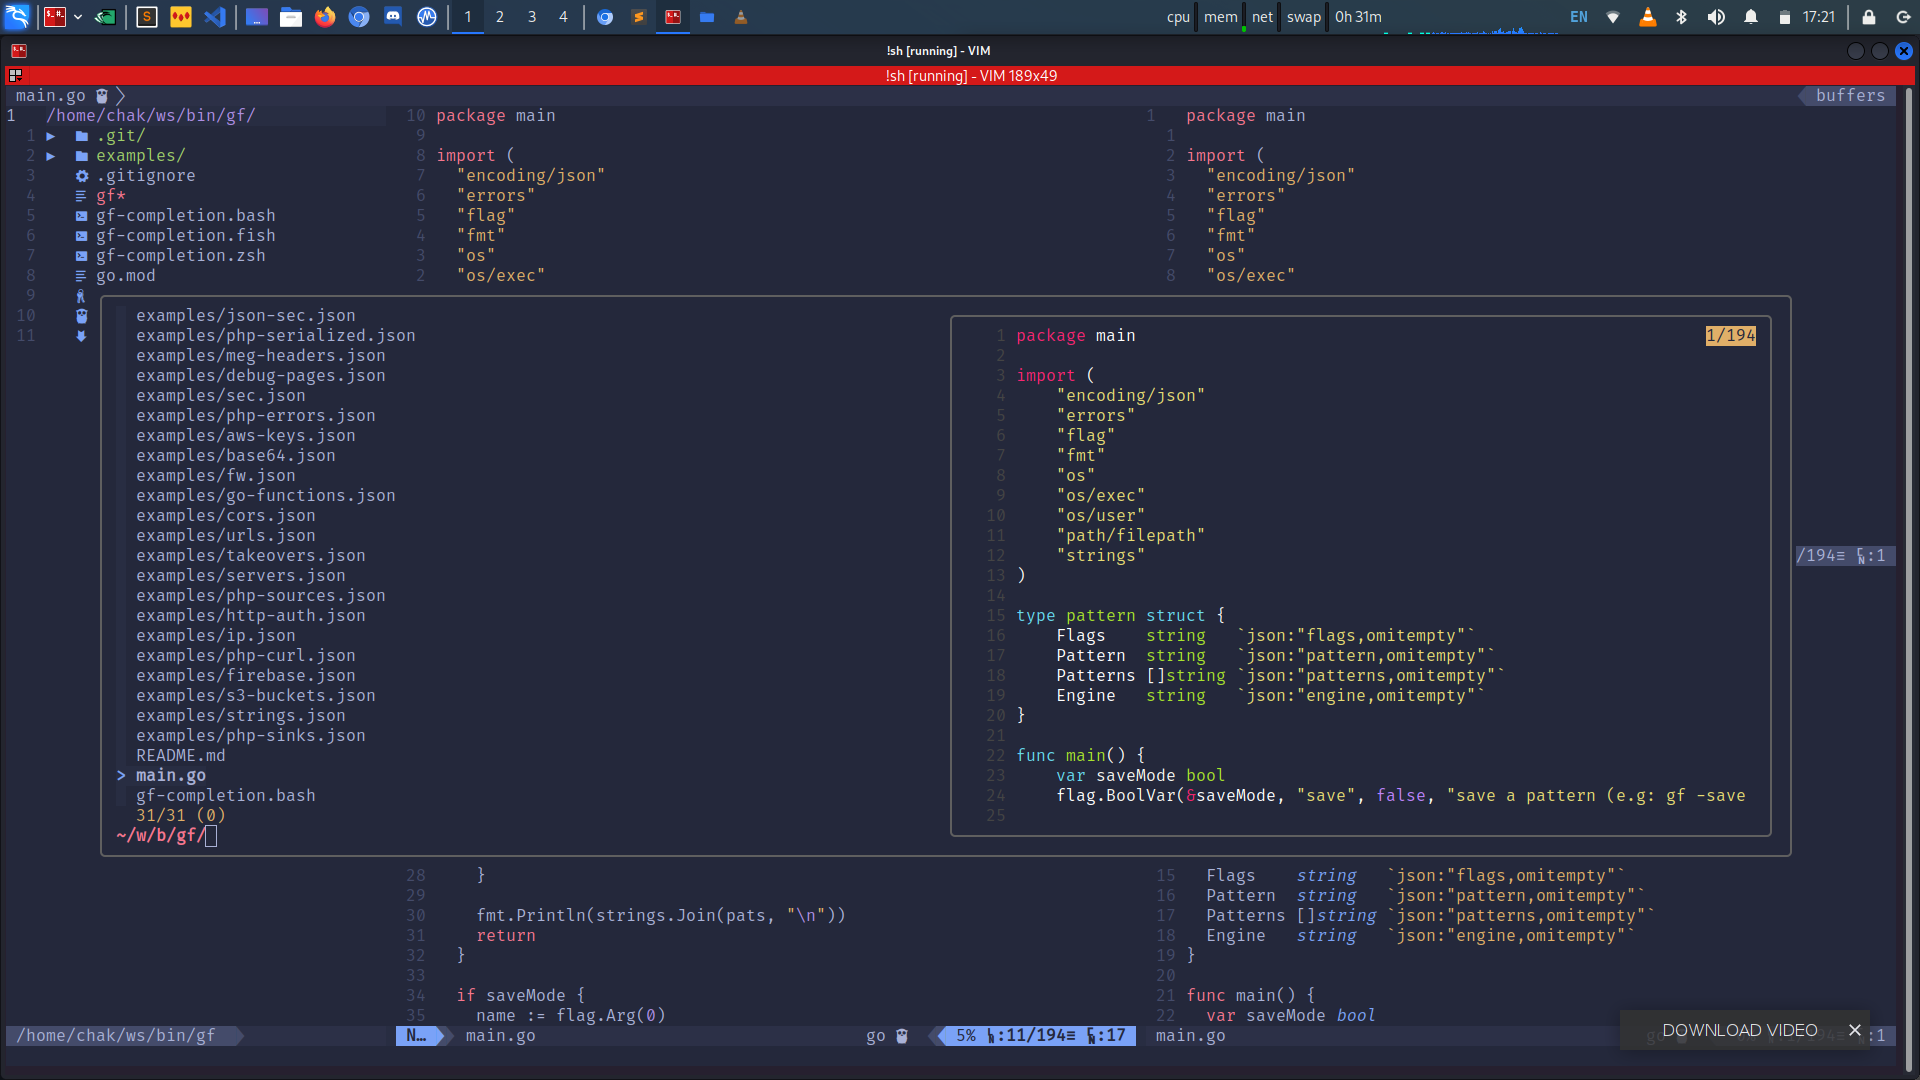 1 2 3 4 cpu mem net swap 0h 31m EN 17:21
!sh [running] - VIM
!sh [running] - VIM 189x49
main.go buffers
1 /home/chak/ws/bin/gf/
1 .git/
2 examples/
3 .gitignore
4 gf*
5 gf-completion.bash
6 gf-completion.fish
7 gf-completion.zsh
8 go.mod
9
10
11
10 package main
9
8 import (
7 "encoding/json"
6 "errors"
5 "flag"
4 "fmt"
3 "os"
2 "os/exec"
1 package main
1
2 import (
3 "encoding/json"
4 "errors"
5 "flag"
6 "fmt"
7 "os"
8 "os/exec"
examples/json-sec.json
examples/php-serialized.json
examples/meg-headers.json
examples/debug-pages.json
examples/sec.json
examples/php-errors.json
examples/aws-keys.json
examples/base64.json
examples/fw.json
examples/go-functions.json
examples/cors.json
examples/urls.json
examples/takeovers.json
examples/servers.json
examples/php-sources.json
examples/http-auth.json
examples/ip.json
examples/php-curl.json
examples/firebase.json
examples/s3-buckets.json
examples/strings.json
examples/php-sinks.json
README.md
> main.go
gf-completion.bash
31/31 (0)
~/w/b/gf/
1 package main 1/194
2
3 import (
4 "encoding/json"
5 "errors"
6 "flag"
7 "fmt"
8 "os"
9 "os/exec"
10 "os/user"
11 "path/filepath"
12 "strings"
13 )
14
15 type pattern struct {
16 Flags string `json:"flags,omitempty"`
17 Pattern string `json:"pattern,omitempty"`
18 Patterns []string `json:"patterns,omitempty"`
19 Engine string `json:"engine,omitempty"`
20 }
21
22 func main() {
23 var saveMode bool
24 flag.BoolVar(&saveMode, "save", false, "save a pattern (e.g: gf -save
25
/194≡ :1
28 }
29
30 fmt.Println(strings.Join(pats, "\n"))
31 return
32 }
33
34 if saveMode {
35 name := flag.Arg(0)
15 Flags string `json:"flags,omitempty"`
16 Pattern string `json:"pattern,omitempty"`
17 Patterns []string `json:"patterns,omitempty"`
18 Engine string `json:"engine,omitempty"`
19 }
20
21 func main() {
22 var saveMode bool
DOWNLOAD VIDEO
/home/chak/ws/bin/gf N… main.go go 5% :11/194≡ :17 main.go :1